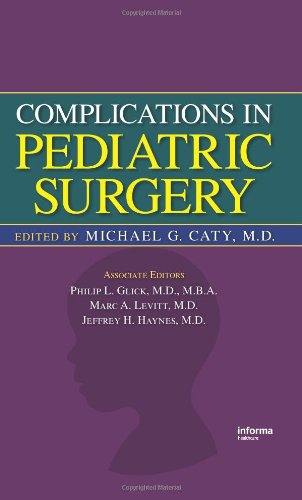 COMPLICATIONS IN
PEDIATRIC
SURGERY
EDITED BY MICHAEL G. CATY, M.D.
ASSOCIATE EDITORS
PHILIP L. GLICK, M.D., M.B.A.
MARC A. LEVITT, M.D.
JEFFREY H. HAYNES, M.D.
informa
healthcare